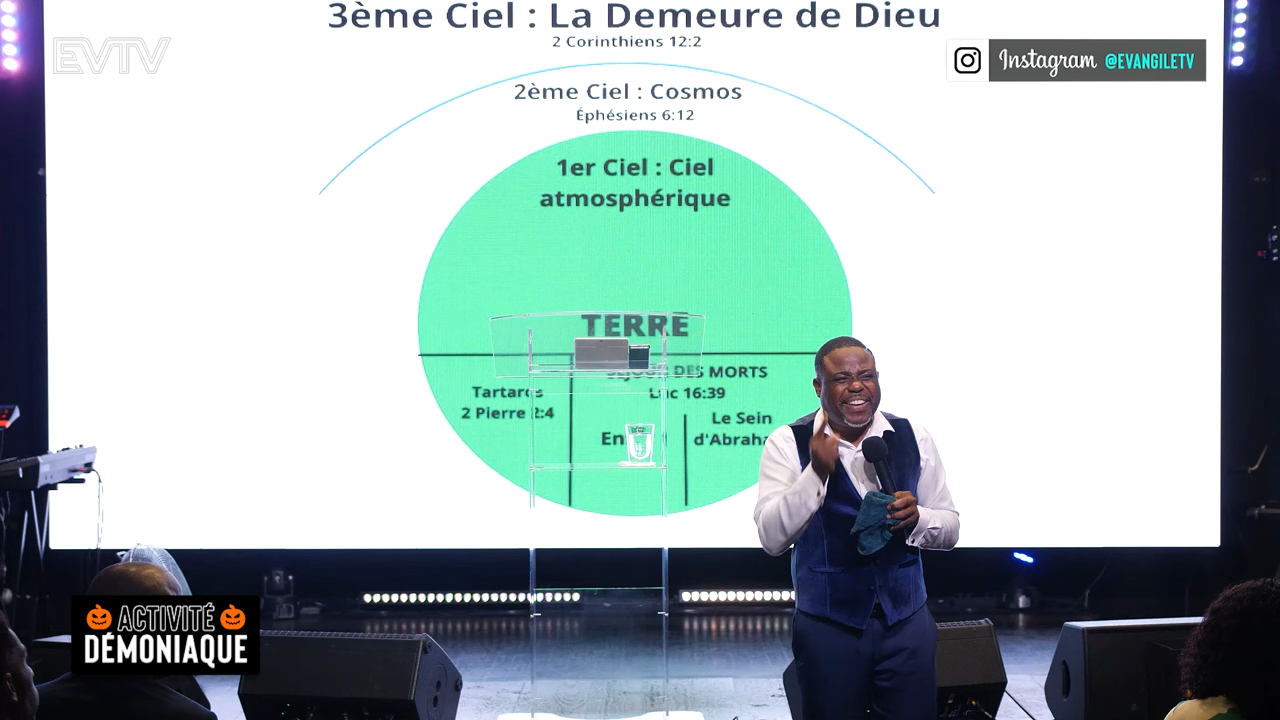 3ème Ciel : La Demeure de Dieu
2 Corinthiens 12:2
EVTV
Instagram @EVANGILETV
2ème Ciel : Cosmos
Éphésiens 6:12
1er Ciel : Ciel
atmosphérique
TERRE
DES MORTS
Luc 16:39
Tartare
2 Pierre 2:4
Le Sein
ACTIVITÉ
DÉMONIAQUE